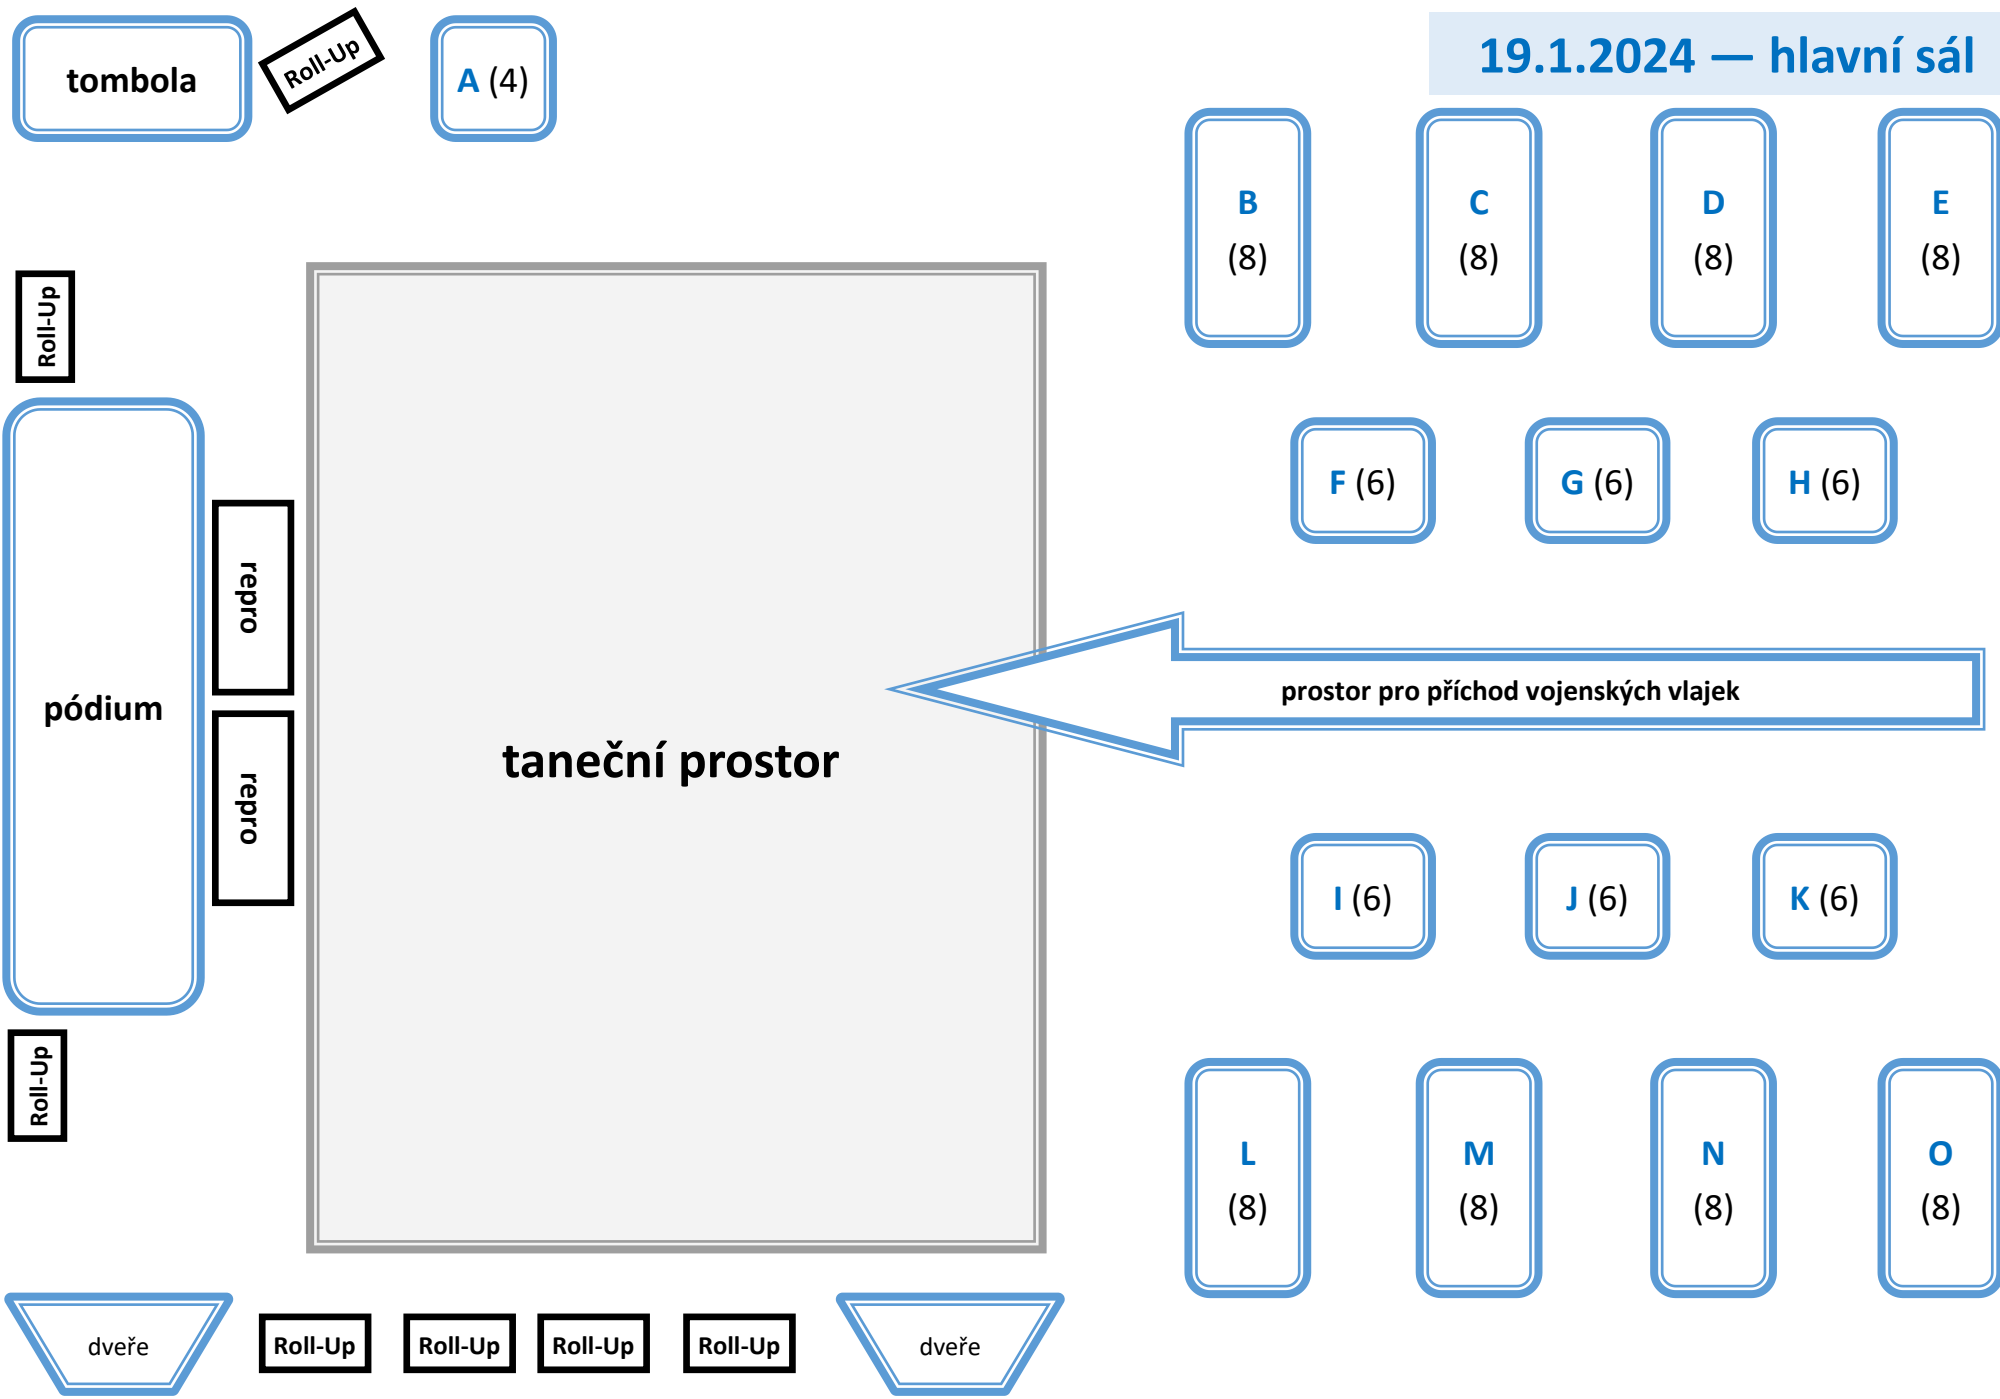 tombola
Roll-Up
A (4)
19.1.2024 — hlavní sál
B
(8)
C
(8)
D
(8)
E
(8)
Roll-Up
F (6)
G (6)
H (6)
repro
prostor pro příchod vojenských vlajek
pódium
taneční prostor
repro
I (6)
J (6)
K (6)
Roll-Up
L
(8)
M
(8)
N
(8)
O
(8)
dveře
Roll-Up
Roll-Up
Roll-Up
Roll-Up
dveře